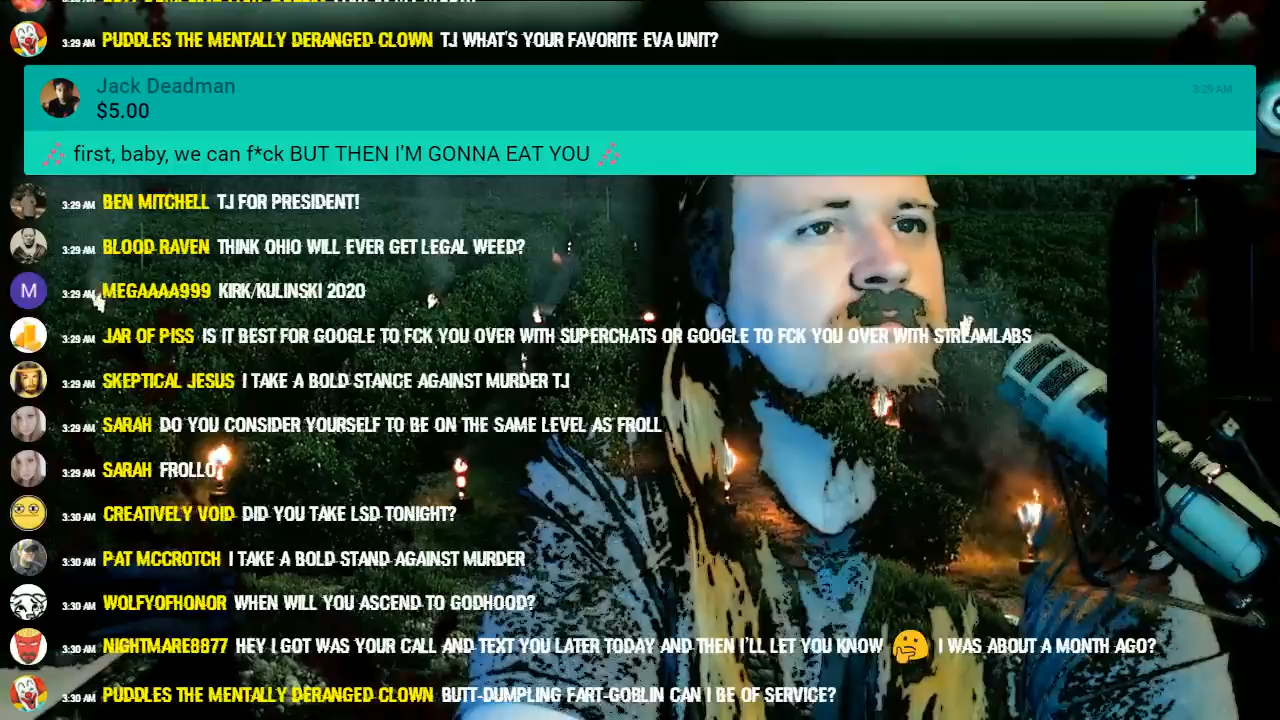 3:29 AM PUDDLES THE MENTALLY DERANGED CLOWN TJ WHAT'S YOUR FAVORITE EVA UNIT?
Jack Deadman 3:29 AM
$5.00
first, baby, we can f*ck BUT THEN I'M GONNA EAT YOU
3:29 AM BEN MITCHELL TJ FOR PRESIDENT!
3:29 AM BLOOD RAVEN THINK OHIO WILL EVER GET LEGAL WEED?
M 3:29 AM MEGAAAA999 KIRK/KULINSKI 2020
3:29 AM JAR OF PISS IS IT BEST FOR GOOGLE TO FCK YOU OVER WITH SUPERCHATS OR GOOGLE TO FCK YOU OVER WITH STREAMLABS
3:29 AM SKEPTICAL JESUS I TAKE A BOLD STANCE AGAINST MURDER TJ
3:29 AM SARAH DO YOU CONSIDER YOURSELF TO BE ON THE SAME LEVEL AS FROLL
3:29 AM SARAH FROLLO
3:30 AM CREATIVELY VOID DID YOU TAKE LSD TONIGHT?
3:30 AM PAT MCCROTCH I TAKE A BOLD STAND AGAINST MURDER
3:30 AM WOLFYOFHONOR WHEN WILL YOU ASCEND TO GODHOOD?
3:30 AM NIGHTMARE8877 HEY I GOT WAS YOUR CALL AND TEXT YOU LATER TODAY AND THEN I'LL LET YOU KNOW I WAS ABOUT A MONTH AGO?
3:30 AM PUDDLES THE MENTALLY DERANGED CLOWN BUTT-DUMPLING FART-GOBLIN CAN I BE OF SERVICE?